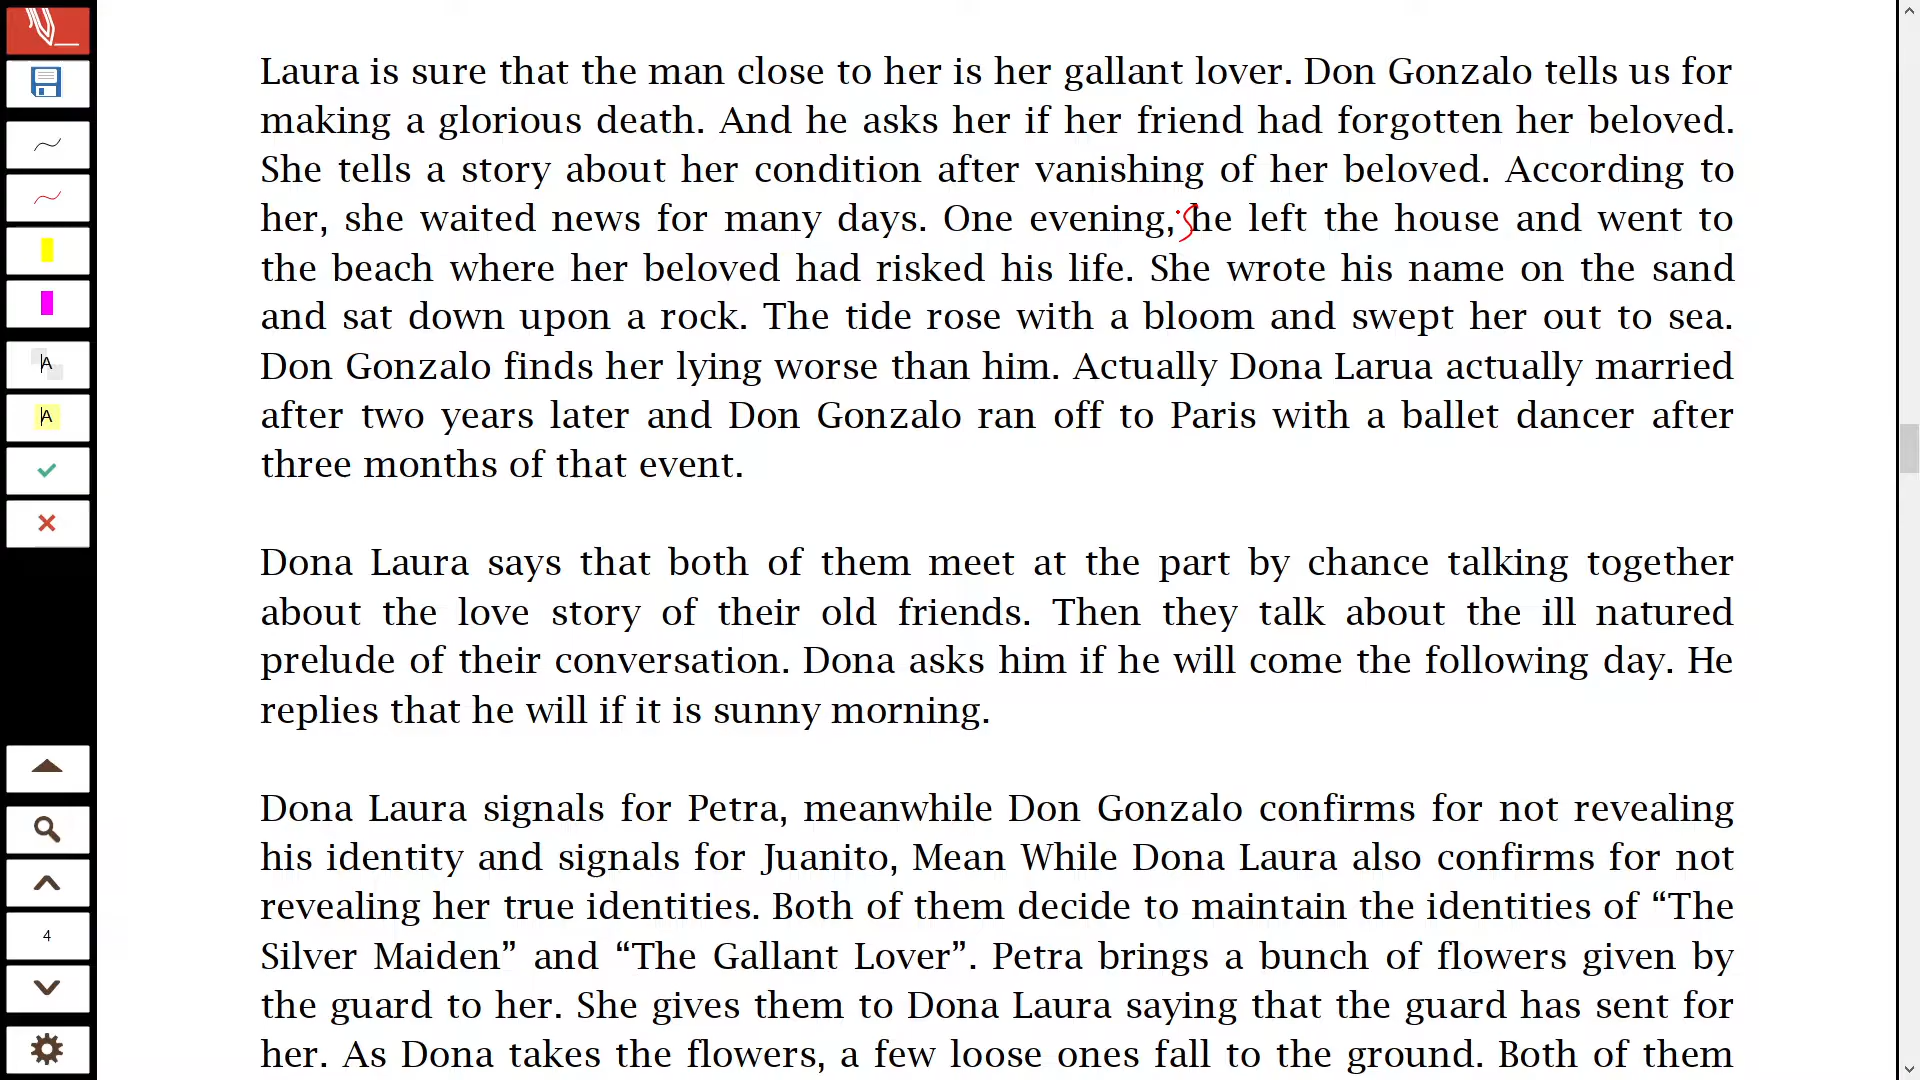 Laura is sure that the man close to her is her gallant lover. Don Gonzalo tells us for
making a glorious death. And he asks her if her friend had forgotten her beloved.
She tells a story about her condition after vanishing of her beloved. According to
her, she waited news for many days. One evening, she left the house and went to
the beach where her beloved had risked his life. She wrote his name on the sand
and sat down upon a rock. The tide rose with a bloom and swept her out to sea.
Don Gonzalo finds her lying worse than him. Actually Dona Larua actually married
after two years later and Don Gonzalo ran off to Paris with a ballet dancer after
three months of that event.
Dona Laura says that both of them meet at the part by chance talking together
about the love story of their old friends. Then they talk about the ill natured
prelude of their conversation. Dona asks him if he will come the following day. He
replies that he will if it is sunny morning.
Dona Laura signals for Petra, meanwhile Don Gonzalo confirms for not revealing
his identity and signals for Juanito, Mean While Dona Laura also confirms for not
revealing her true identities. Both of them decide to maintain the identities of “The
Silver Maiden” and “The Gallant Lover”. Petra brings a bunch of flowers given by
the guard to her. She gives them to Dona Laura saying that the guard has sent for
her. As Dona takes the flowers, a few loose ones fall to the ground. Both of them
A
A
4